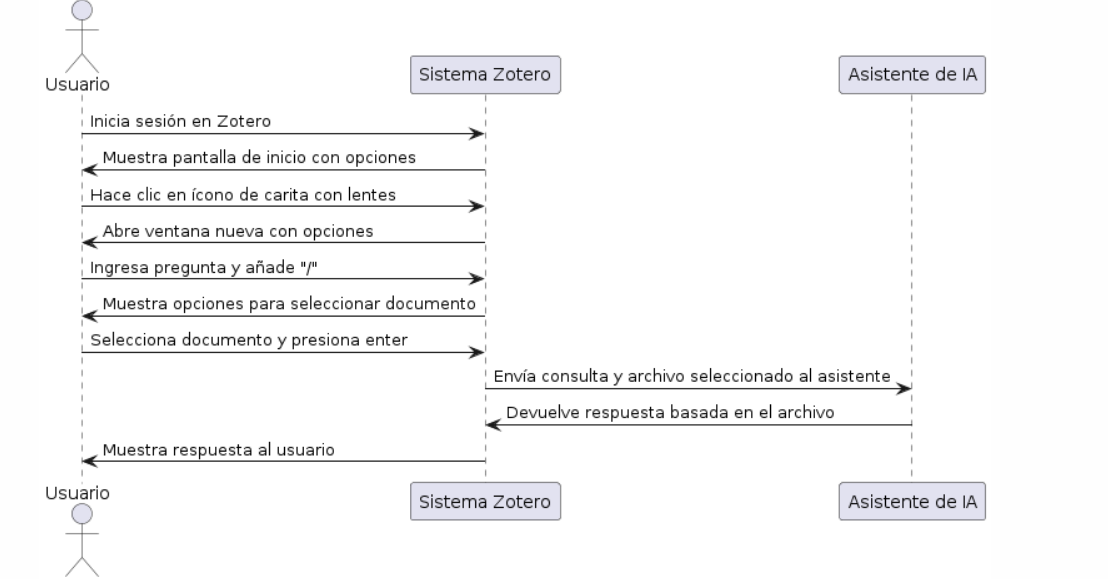 Usuario
Sistema Zotero
Asistente de IA
Inicia sesión en Zotero
Muestra pantalla de inicio con opciones
Hace clic en ícono de carita con lentes
Abre ventana nueva con opciones
Ingresa pregunta y añade "/"
Muestra opciones para seleccionar documento
Selecciona documento y presiona enter
Envía consulta y archivo seleccionado al asistente
Devuelve respuesta basada en el archivo
Muestra respuesta al usuario
Usuario
Sistema Zotero
Asistente de IA